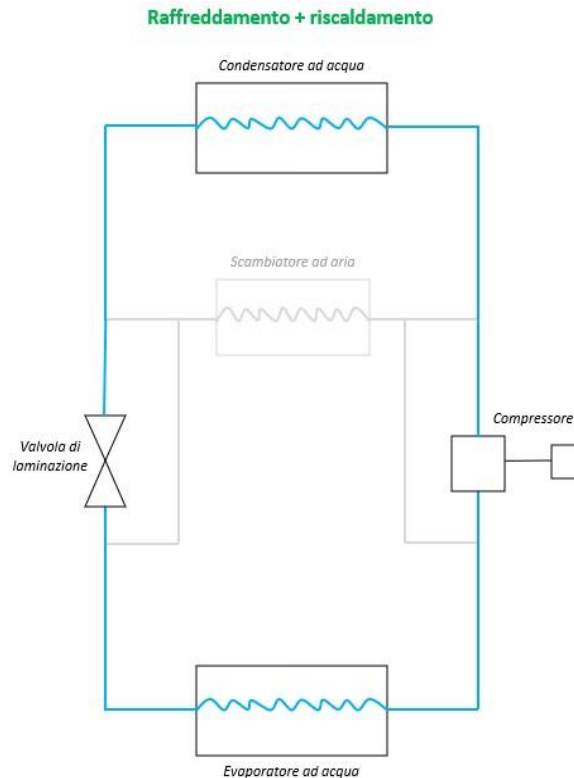 Raffreddamento + riscaldamento
Condensatore ad acqua
Scambiatore ad aria
Compressore
Valvola di
laminazione
Evaporatore ad acqua